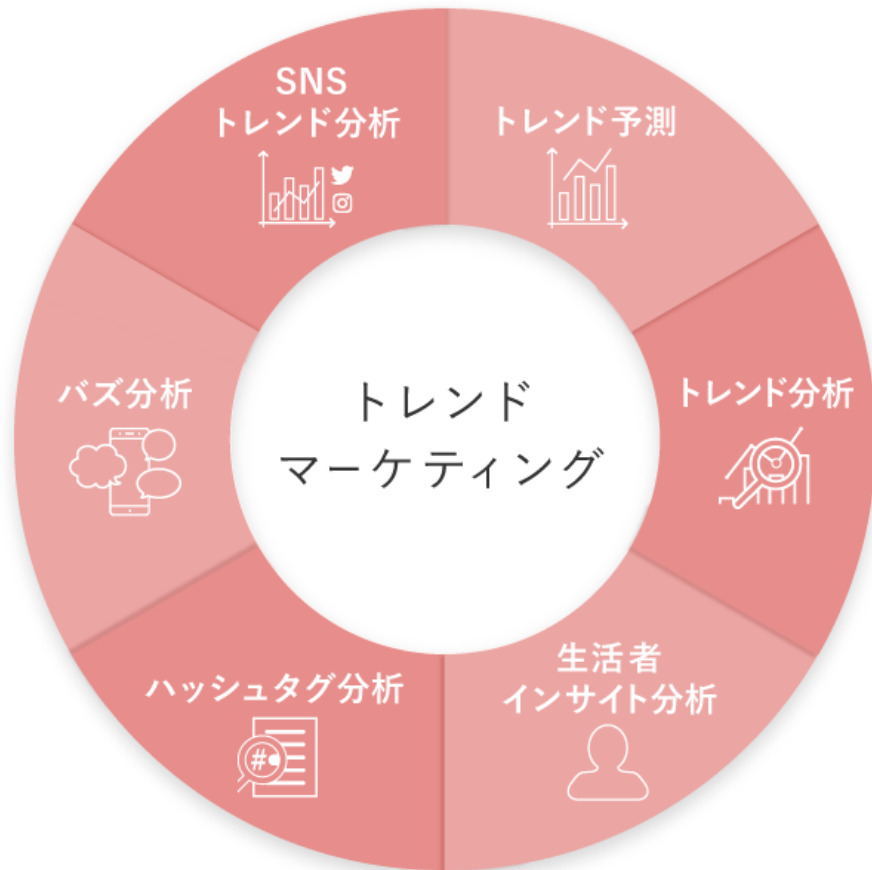 SNS
トレンド分析
トレンド予測
バズ分析
トレンド
マーケティング
トレンド分析
ハッシュタグ分析
#
生活者
インサイト分析